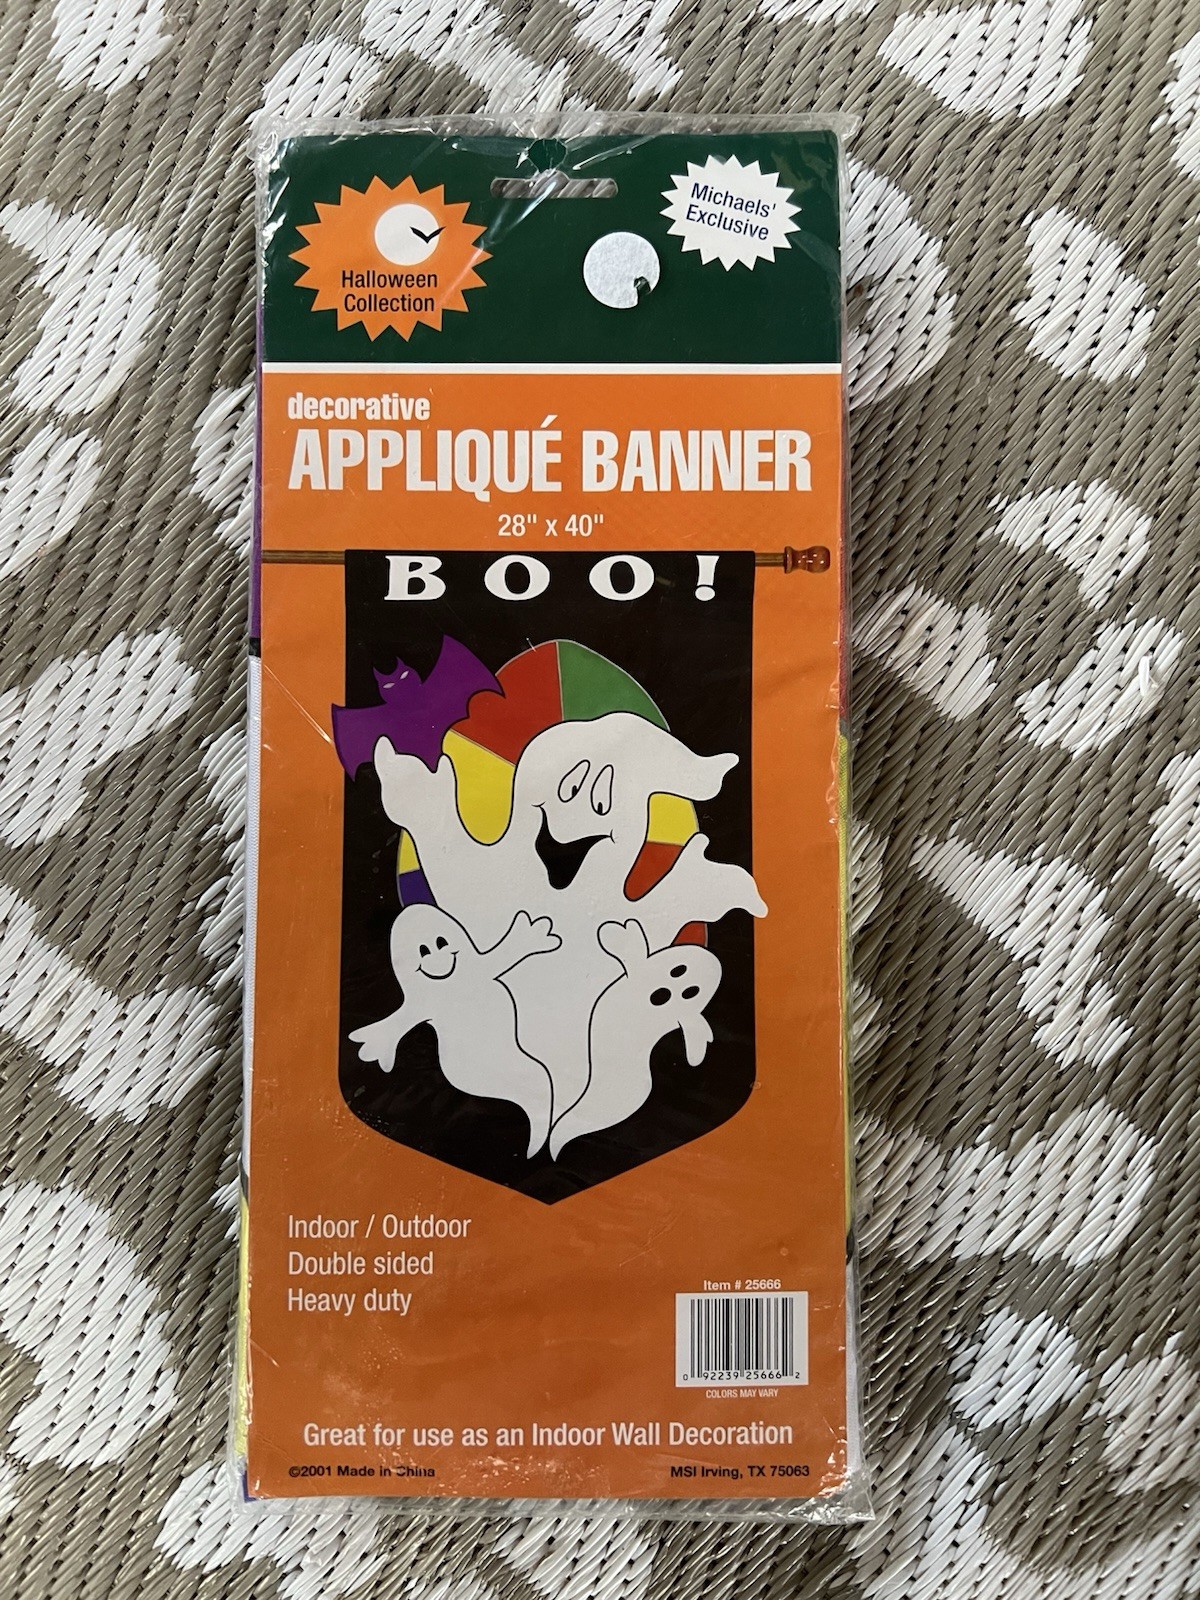 Halloween
Collection
Michaels'
Exclusive
decorative
APPLIQUÉ BANNER
28" x 40"
BOO!
Indoor / Outdoor
Double sided
Heavy duty
Item # 25666
0 92239 25666 2
COLORS MAY VARY
Great for use as an Indoor Wall Decoration
©2001 Made in China
MSI Irving, TX 75063